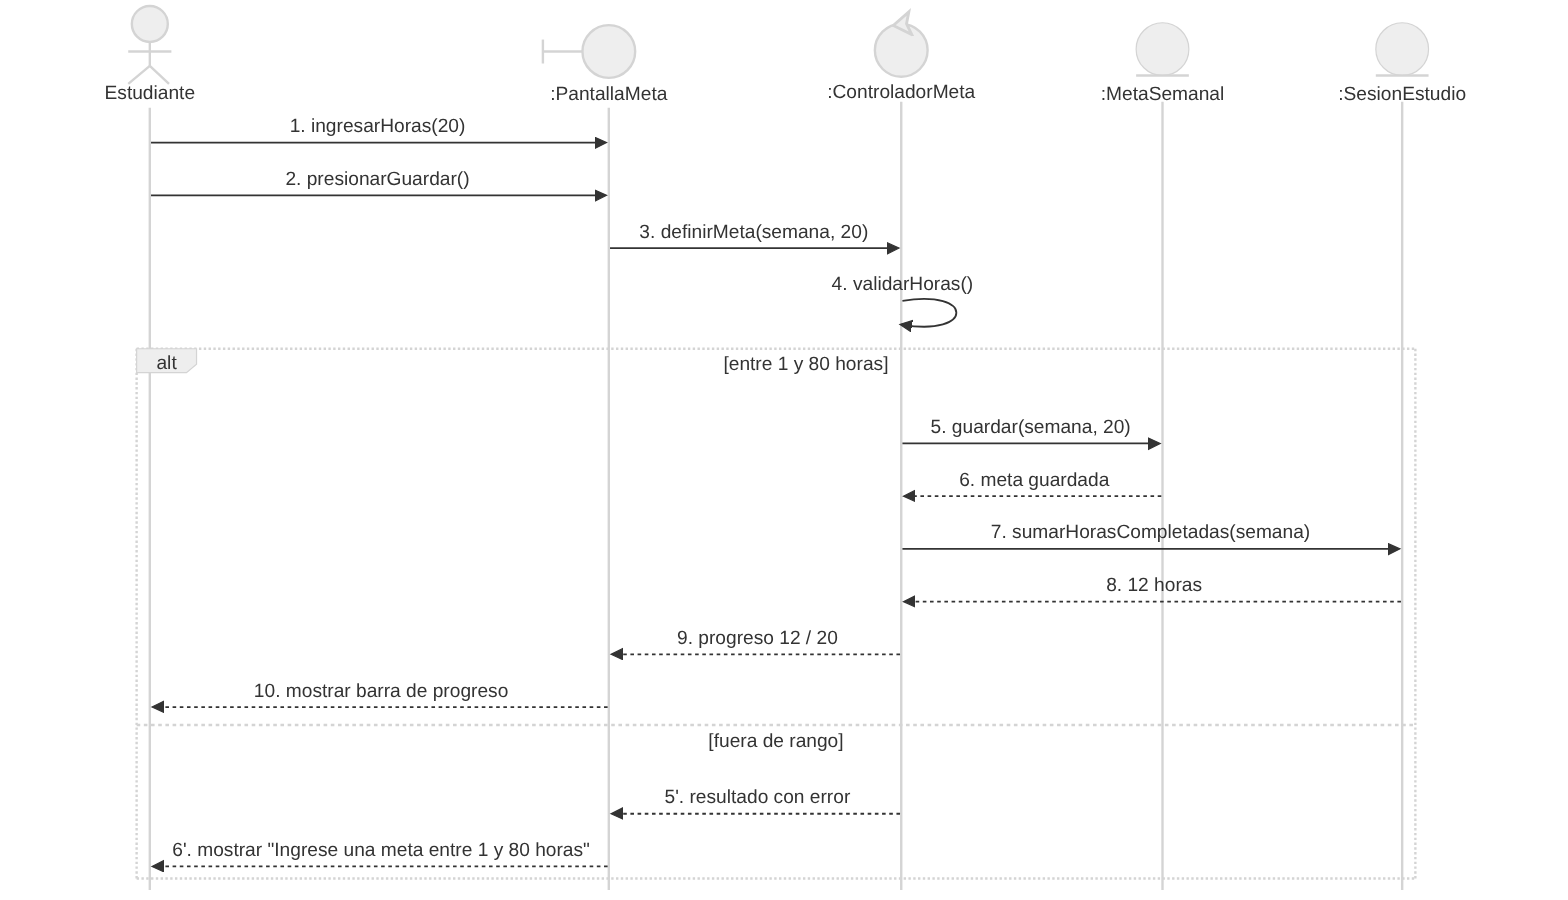 Estudiante
:PantallaMeta
:ControladorMeta
:MetaSemanal
:SesionEstudio
1. ingresarHoras(20)
2. presionarGuardar()
3. definirMeta(semana, 20)
4. validarHoras()
alt
[entre 1 y 80 horas]
5. guardar(semana, 20)
6. meta guardada
7. sumarHorasCompletadas(semana)
8. 12 horas
9. progreso 12 / 20
10. mostrar barra de progreso
[fuera de rango]
5'. resultado con error
6'. mostrar "Ingrese una meta entre 1 y 80 horas"